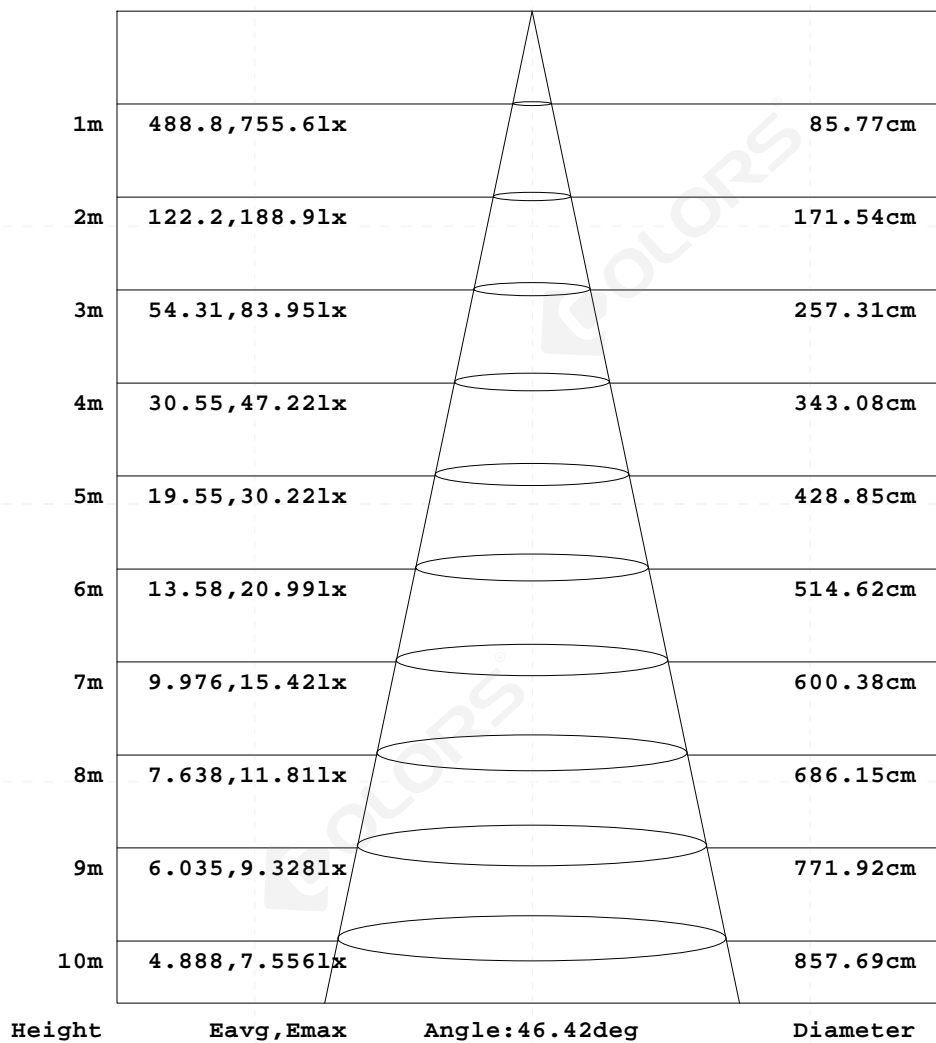 1m 488.8,755.6lx 85.77cm
2m 122.2,188.9lx 171.54cm
COLORS
3m 54.31,83.95lx 257.31cm
4m 30.55,47.22lx 343.08cm
5m 19.55,30.22lx 428.85cm
6m 13.58,20.99lx 514.62cm
7m 9.976,15.42lx 600.38cm
COLORS®
8m 7.638,11.81lx 686.15cm
9m 6.035,9.328lx 771.92cm
10m 4.888,7.556lx 857.69cm
Height Eavg,Emax Angle:46.42deg Diameter